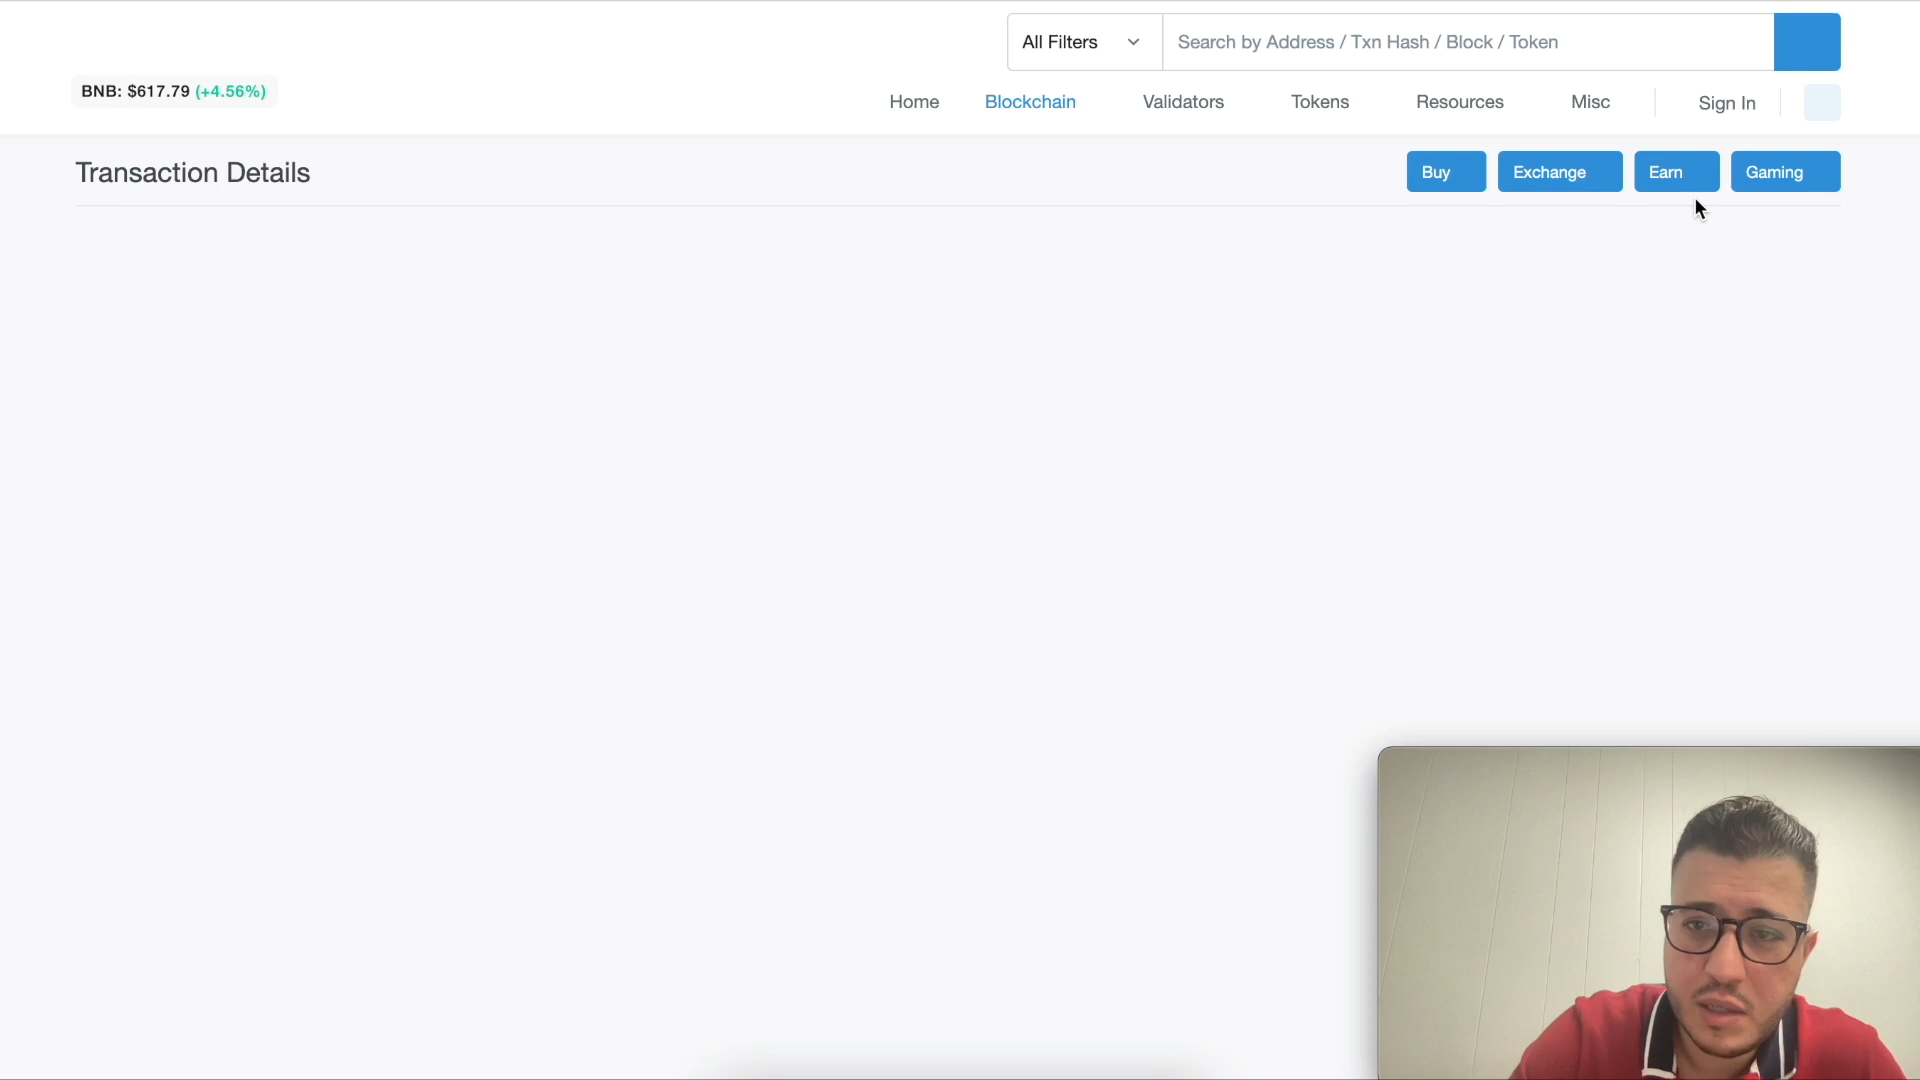 All Filters
Search by Address / Txn Hash / Block / Token
BNB: $617.79 (+4.56%)
Home
Blockchain
Validators
Tokens
Resources
Misc
Sign In
Transaction Details
Buy
Exchange
Earn
Gaming